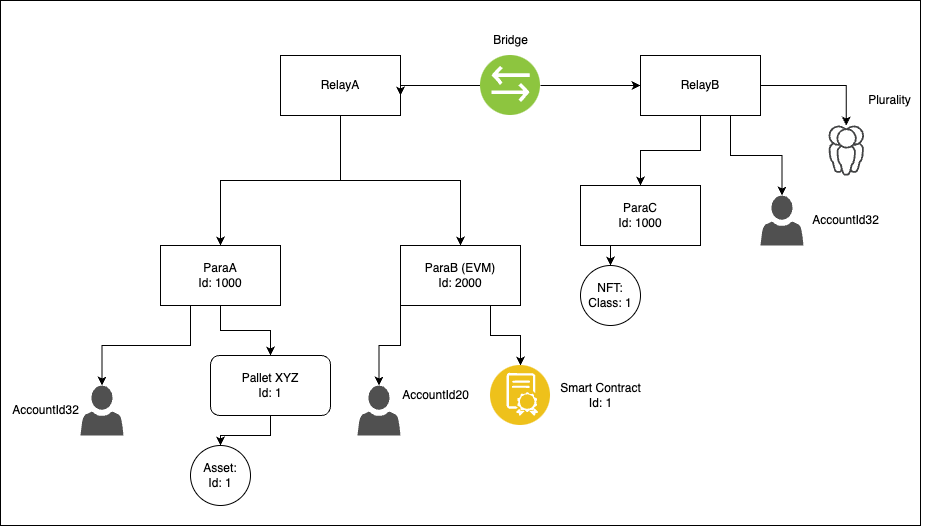 Bridge
RelayA
RelayB
Plurality
ParaC
Id: 1000
AccountId32
ParaA
Id: 1000
ParaB (EVM)
Id: 2000
NFT:
Class: 1
Pallet XYZ
Id: 1
AccountId32
AccountId20
Smart Contract
Id: 1
Asset:
Id: 1